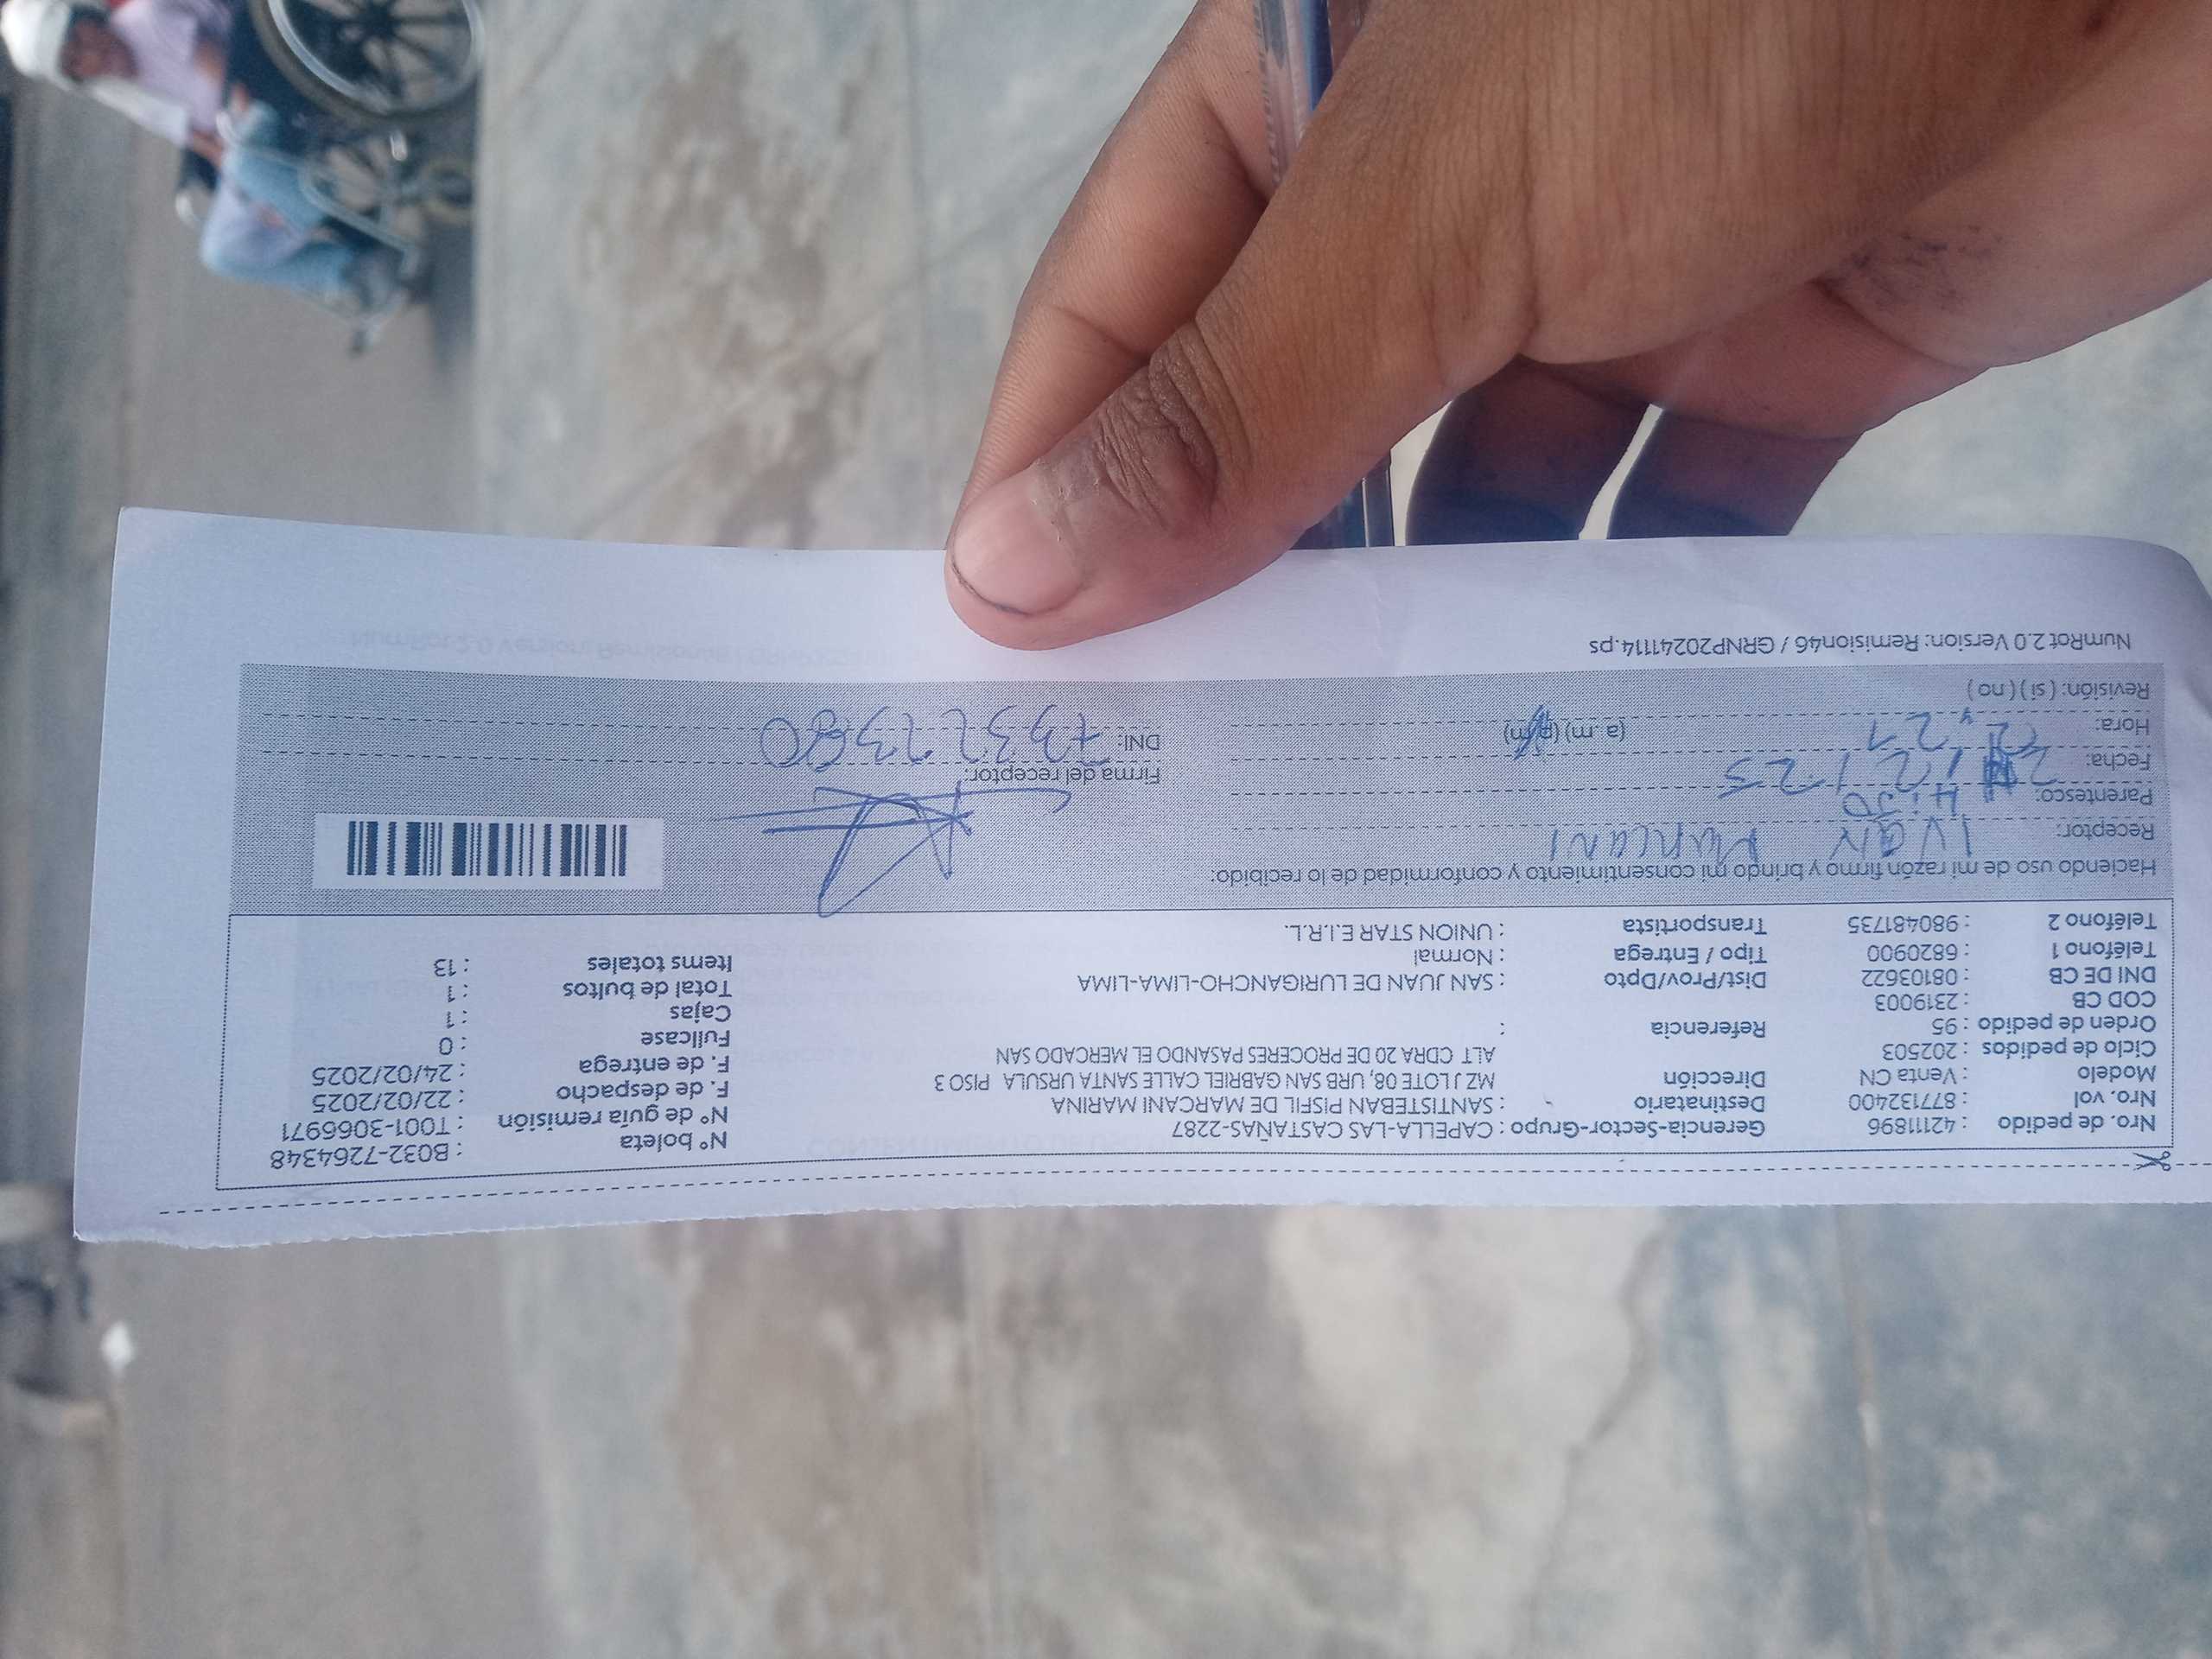 Nro. de pedido : 42111896 Gerencia-Sector-Grupo : CAPELLA-LAS CASTAÑAS-2287 N° boleta : B032-7264348
Nro. vol : 877132400 Destinatario : SANTISTEBAN PISFIL DE MARCANI MARINA N° de guía remisión : T001-3066971
Modelo : Venta CN Dirección MZ J LOTE 08, URB SAN GABRIEL CALLE SANTA URSULA PISO 3 F. de despacho : 22/02/2025
Ciclo de pedidos : 202503 ALT CDRA 20 DE PROCERES PASANDO EL MERCADO SAN F. de entrega : 24/02/2025
Orden de pedido : 95 Referencia : Fullcase : 0
COD CB : 2319003 Cajas : 1
DNI DE CB : 08103622 Dist/Prov/Dpto : SAN JUAN DE LURIGANCHO-LIMA-LIMA Total de bultos : 1
Teléfono 1 : 6820900 Tipo / Entrega : Normal Items totales : 13
Teléfono 2 : 980481735 Transportista : UNION STAR E.I.R.L.
Haciendo uso de mi razón firmo y brindo mi consentimiento y conformidad de lo recibido:
Receptor: IVAN MARCANI
Parentesco: Hijo
Fecha: 25 Firma del receptor:
Hora: (a .m) (p.m) DNI:
Revisión: ( si ) ( no )
NumRot 2.0 Version: Remision46 / GRNP20241114.ps